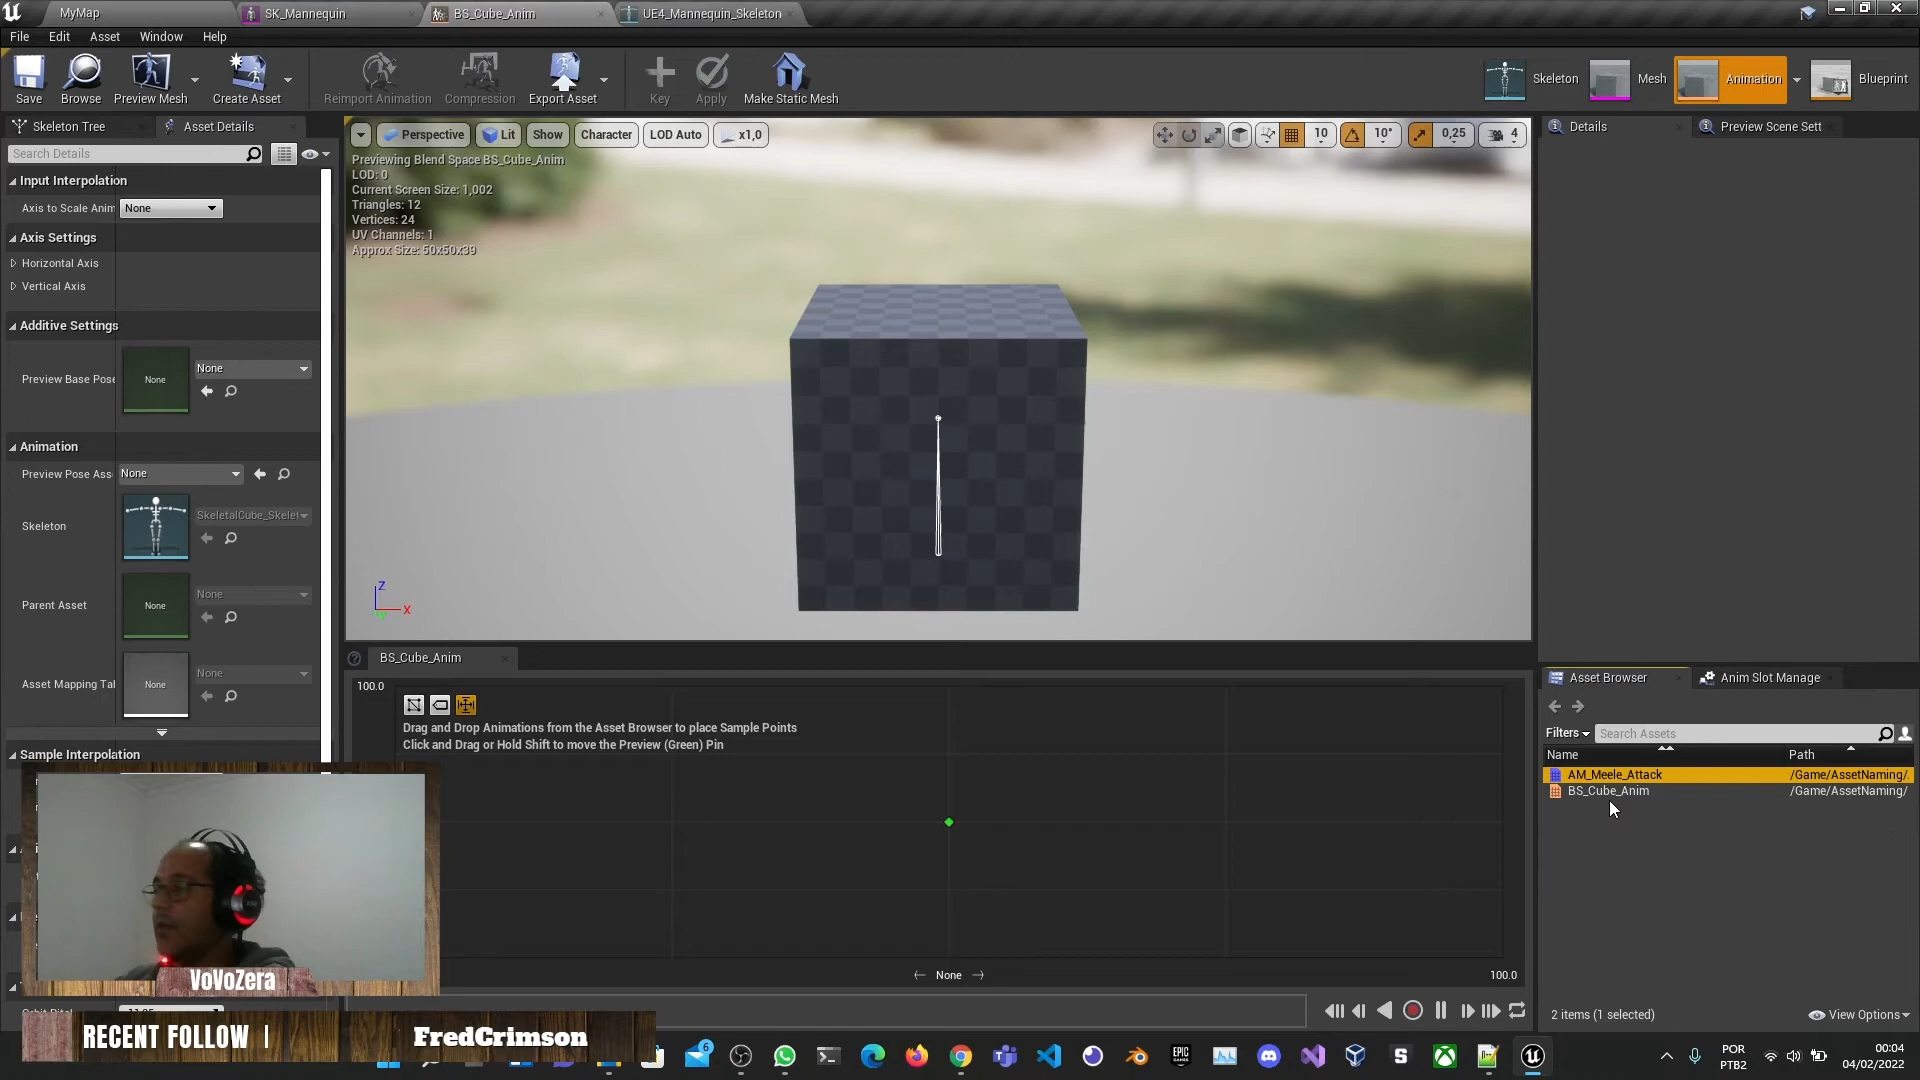 MyMap
SK_Mannequin
BS_Cube_Anim
UE4_Mannequin_Skeleton
File
Edit
Asset
Window
Help
Save
Browse
Preview Mesh
Create Asset
Reimport Animation
Compression
Export Asset
Key
Apply
Make Static Mesh
Skeleton
Mesh
Animation
Blueprint
Skeleton Tree
Asset Details
Search Details
Input Interpolation
Axis to Scale Anim
None
Axis Settings
Horizontal Axis
Vertical Axis
Additive Settings
Preview Base Pose
None
None
Animation
Preview Pose Ass
None
Skeleton
SkeletalCube_Skelet
Parent Asset
None
None
Asset Mapping Tal
None
None
Sample Interpolation
Perspective
Lit
Show
Character
LOD Auto
x1,0
10
10°
0,25
4
Previewing Blend Space BS_Cube_Anim
LOD: 0
Current Screen Size: 1,002
Triangles: 12
Vertices: 24
UV Channels: 1
Approx Size: 50x50x39
Z
X
Y
BS_Cube_Anim
100.0
Drag and Drop Animations from the Asset Browser to place Sample Points
Click and Drag or Hold Shift to move the Preview (Green) Pin
None
100.0
Details
Preview Scene Sett
Asset Browser
Anim Slot Manage
Filters
Search Assets
Name
Path
AM_Meele_Attack
/Game/AssetNaming/
BS_Cube_Anim
/Game/AssetNaming/
2 items (1 selected)
View Options
VoVoZera
RECENT FOLLOW |
FredCrimson
6
EPIC
GAMES
S
POR
PTB2
00:04
04/02/2022